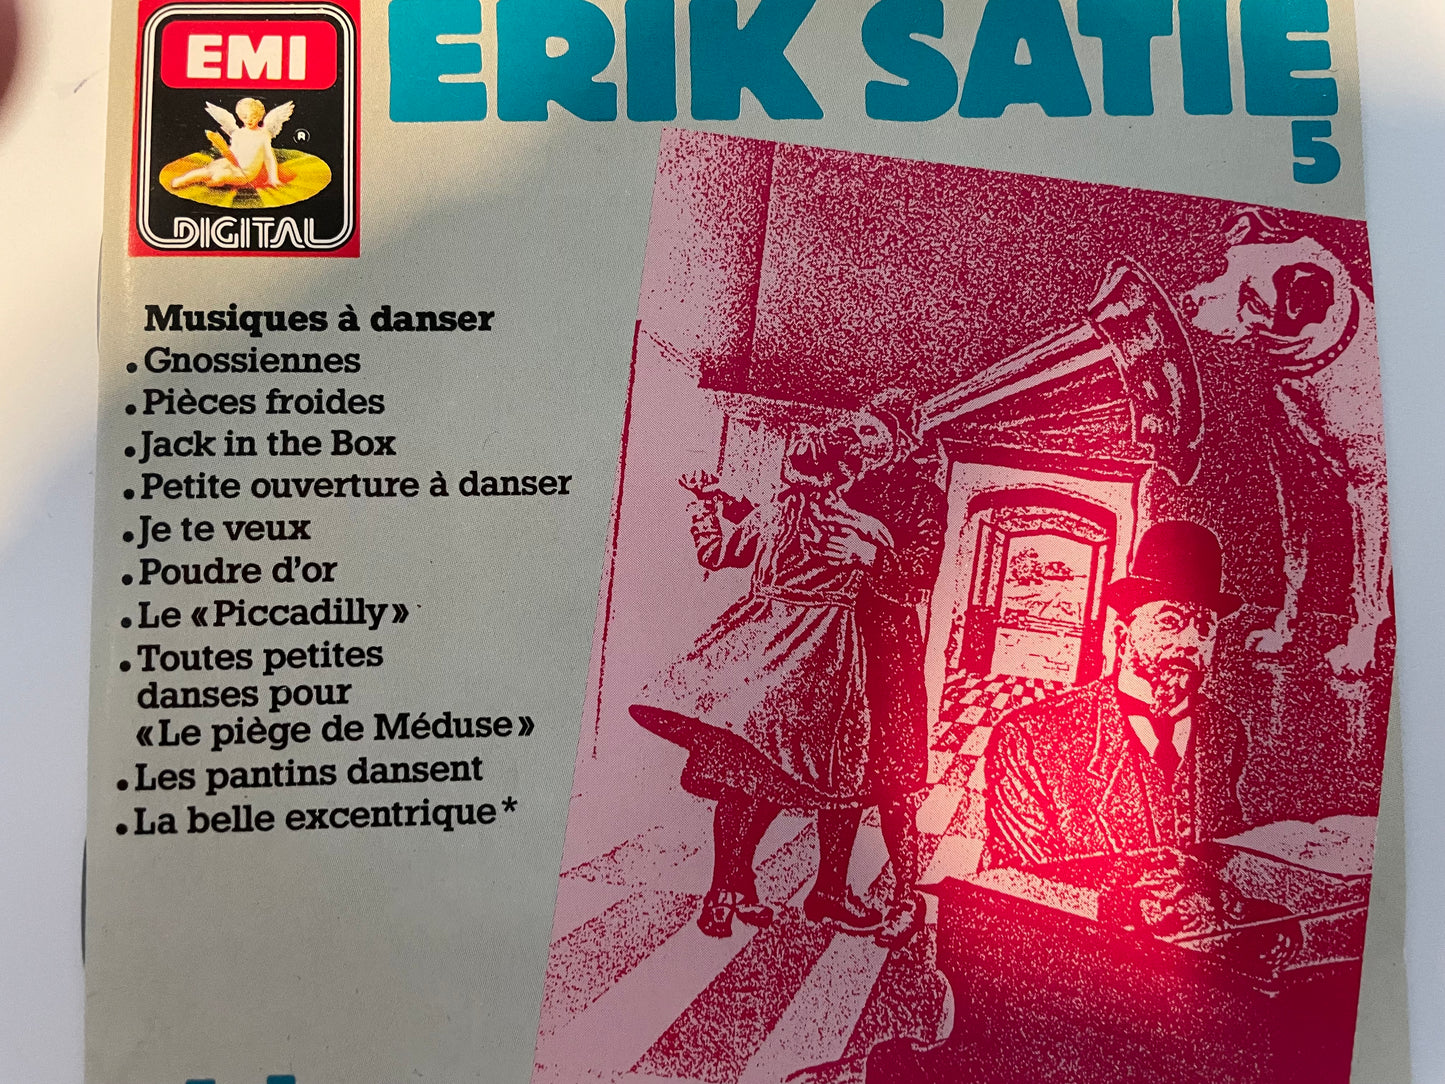 EMI
ERIK SATIE
5
®
DIGITAL
Musiques à danser
• Gnossiennes
• Pièces froides
• Jack in the Box
• Petite ouverture à danser
• Je te veux
• Poudre d'or
• Le «Piccadilly»
• Toutes petites
danses pour
«Le piège de Méduse»
• Les pantins dansent
• La belle excentrique*